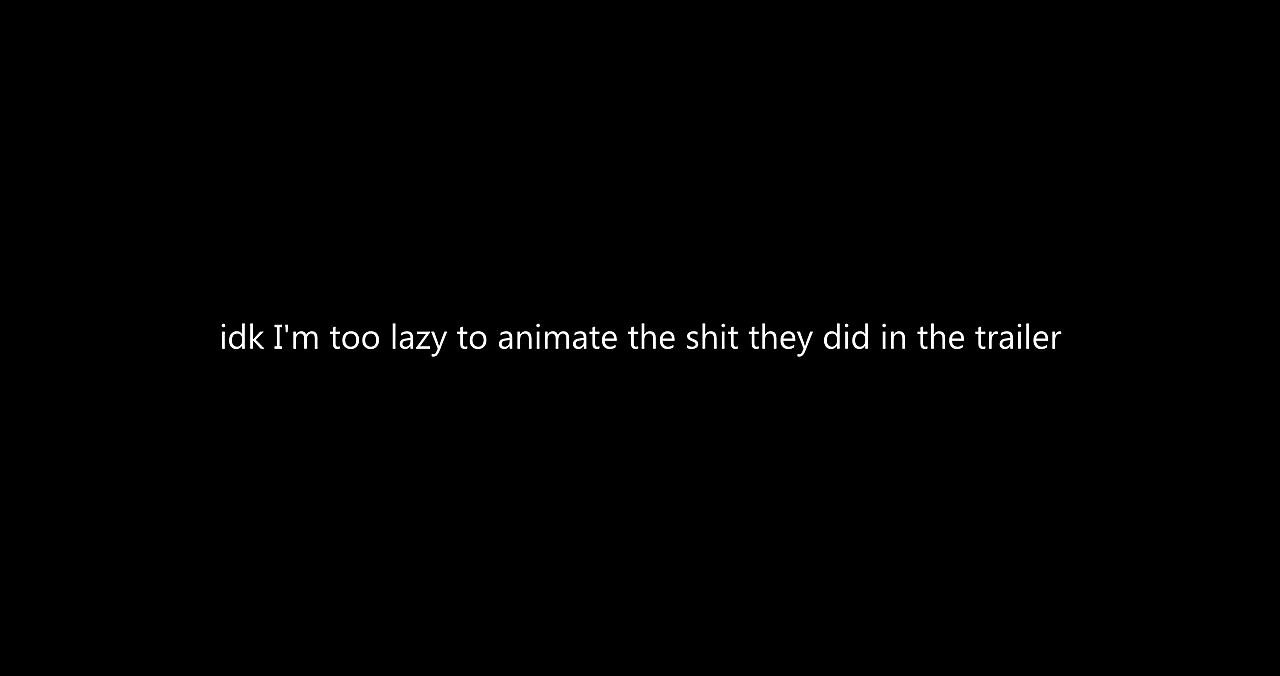 idk I'm too lazy to animate the shit they did in the trailer